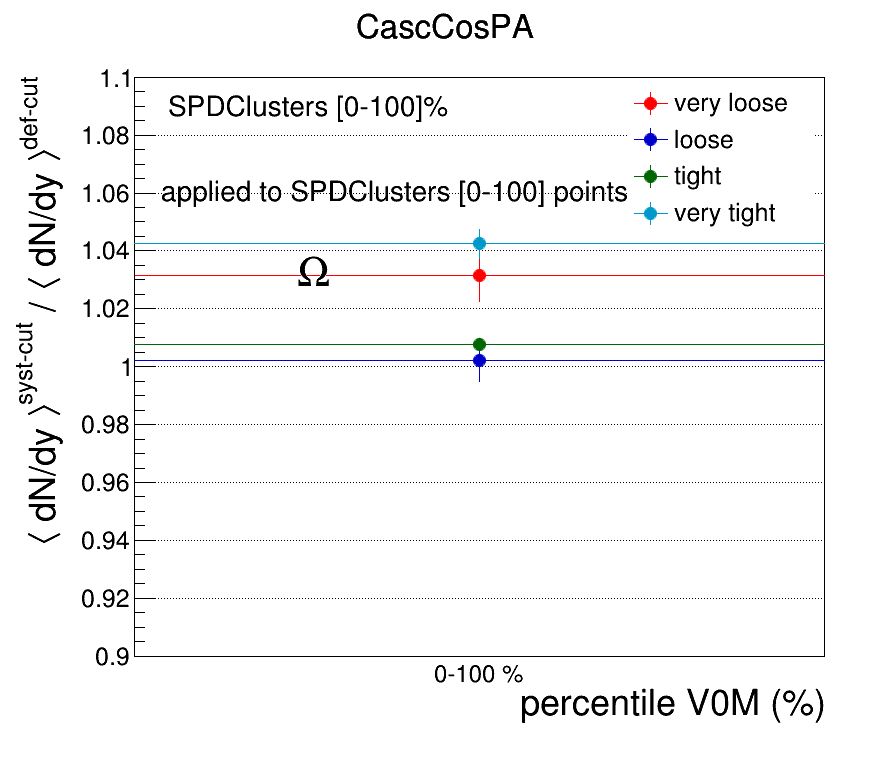 CascCosPA
⟨ dN/dy ⟩^syst-cut / ⟨ dN/dy ⟩^def-cut
1.1
1.08
1.06
1.04
1.02
1
0.98
0.96
0.94
0.92
0.9
SPDClusters [0-100]%
applied to SPDClusters [0-100] points
Ω
very loose
loose
tight
very tight
0-100 %
percentile V0M (%)